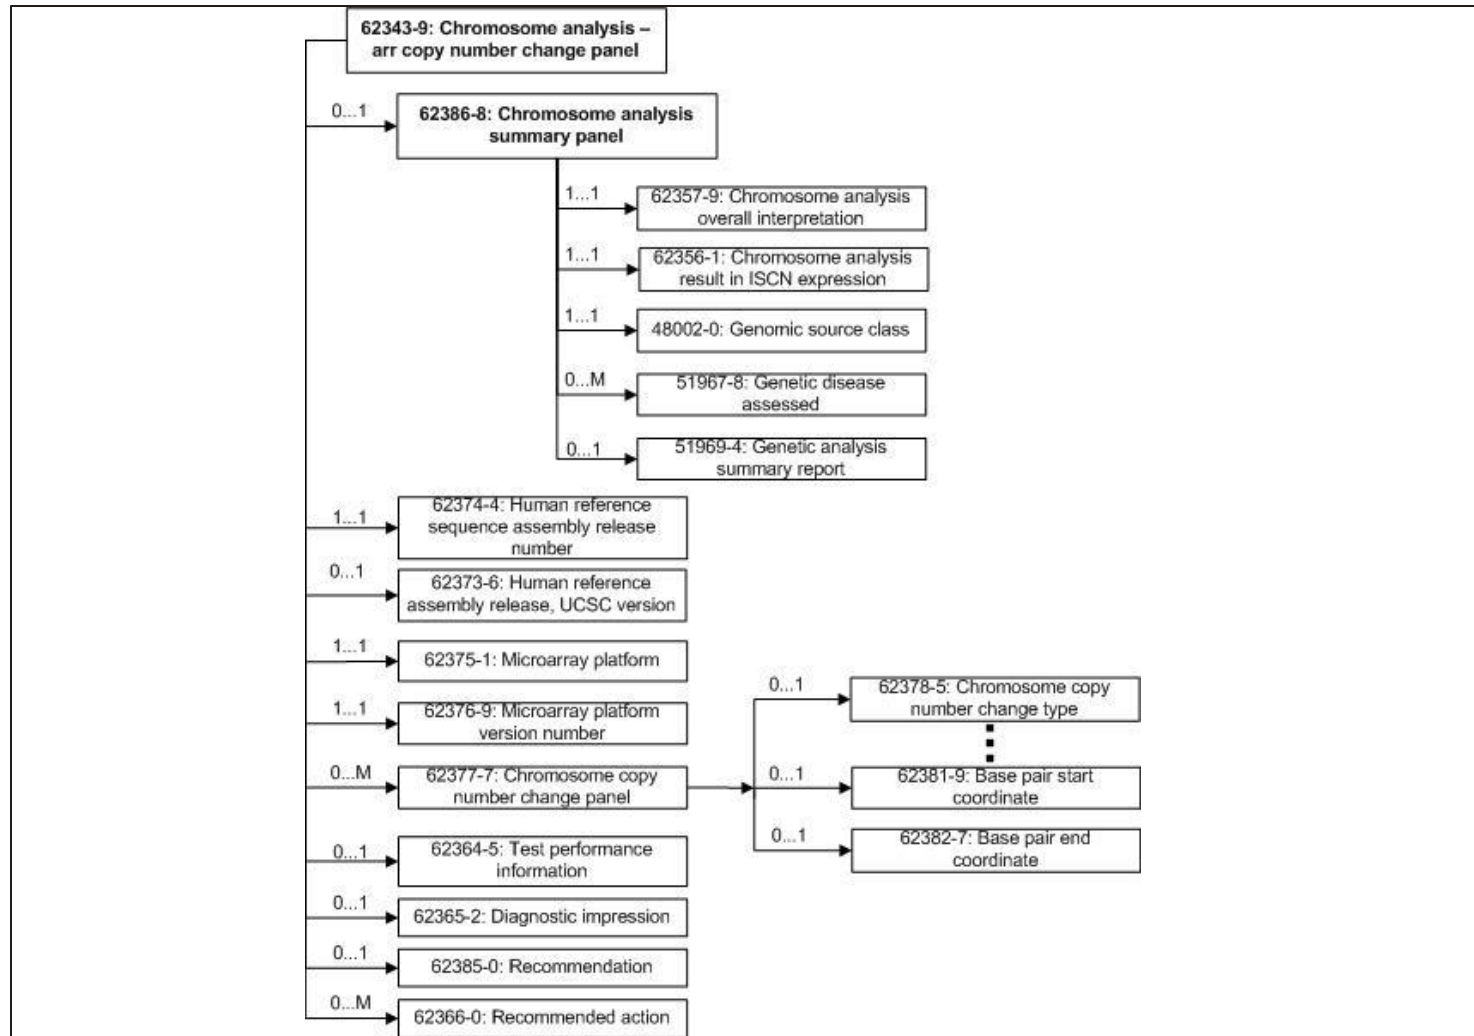 62343-9: Chromosome analysis –
arr copy number change panel
0...1
62386-8: Chromosome analysis
summary panel
1...1
62357-9: Chromosome analysis
overall interpretation
1...1
62356-1: Chromosome analysis
result in ISCN expression
1...1
48002-0: Genomic source class
0...M
51967-8: Genetic disease
assessed
0...1
51969-4: Genetic analysis
summary report
1...1
62374-4: Human reference
sequence assembly release
number
0...1
62373-6: Human reference
assembly release, UCSC version
1...1
62375-1: Microarray platform
1...1
62376-9: Microarray platform
version number
0...M
62377-7: Chromosome copy
number change panel
0...1
62378-5: Chromosome copy
number change type
0...1
62381-9: Base pair start
coordinate
0...1
62382-7: Base pair end
coordinate
0...1
62364-5: Test performance
information
0...1
62365-2: Diagnostic impression
0...1
62385-0: Recommendation
0...M
62366-0: Recommended action